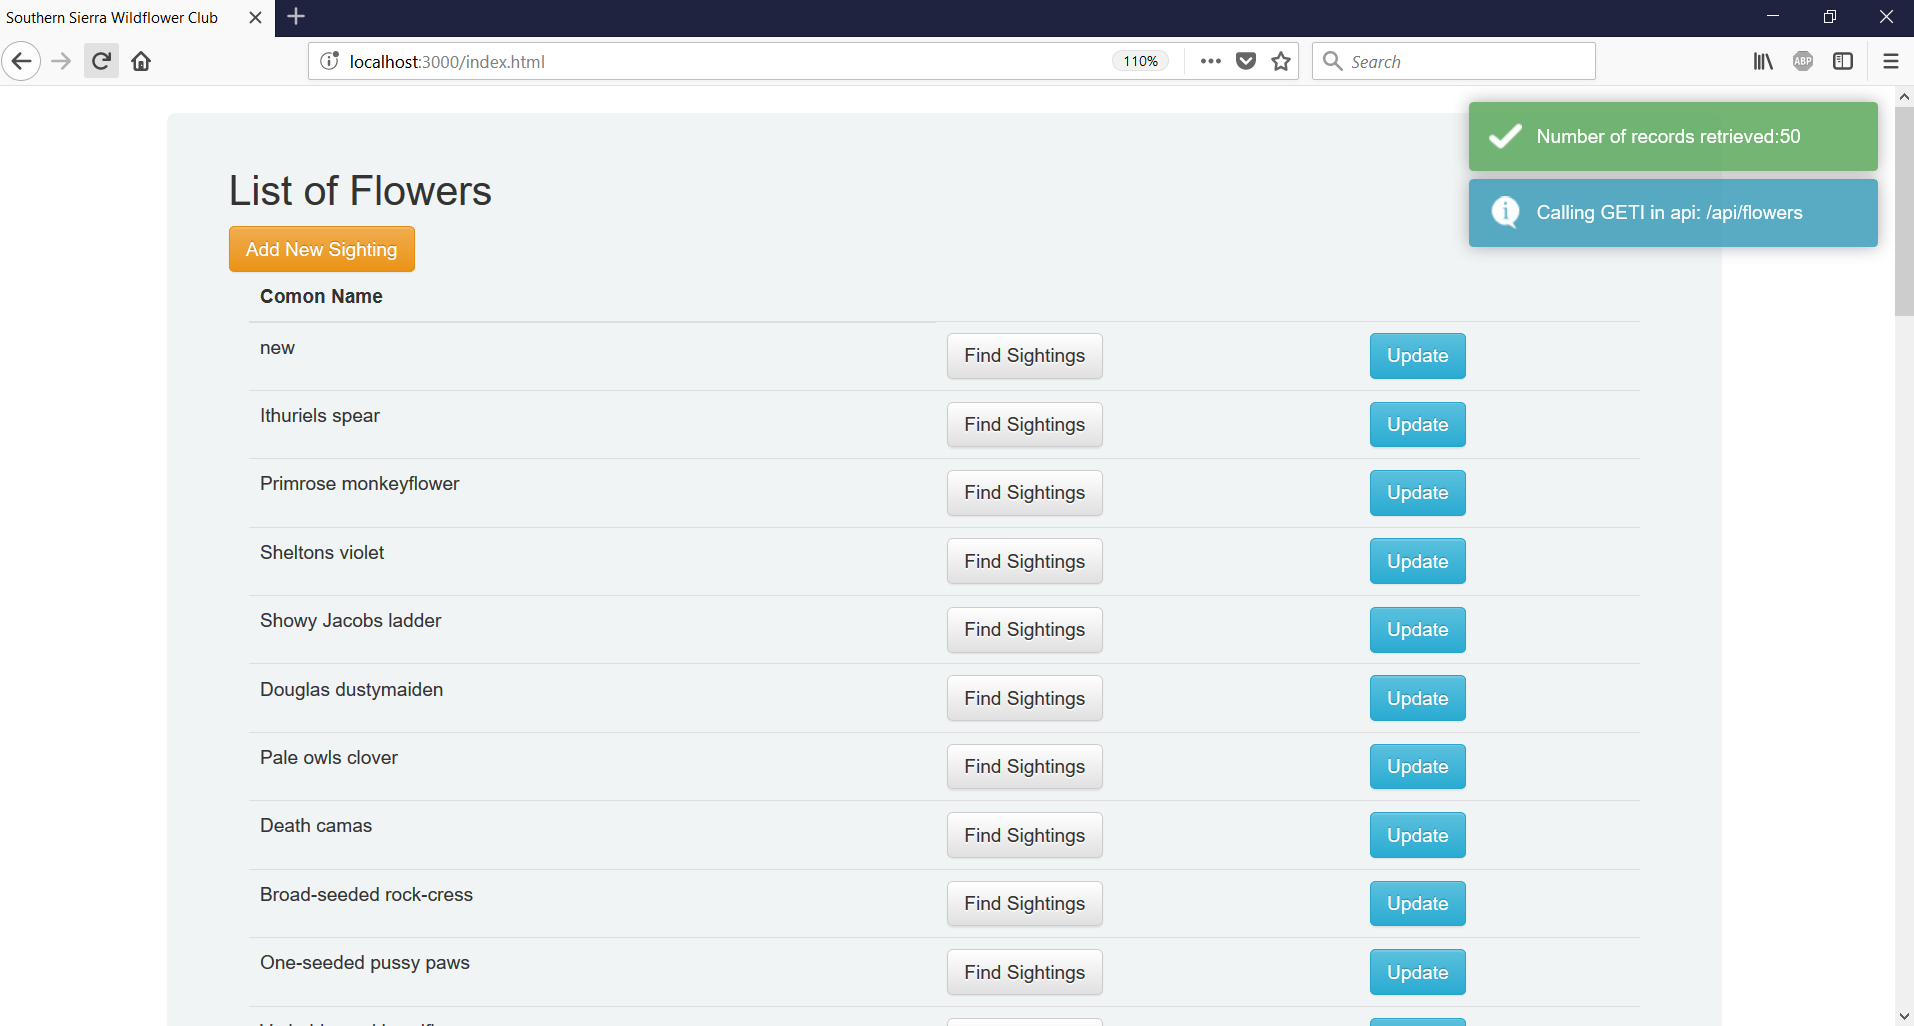 Southern Sierra Wildflower Club
localhost:3000/index.html
110%
Search
ABP
Number of records retrieved:50
Calling GETI in api: /api/flowers
List of Flowers
Add New Sighting
Comon Name
new Find Sightings Update
Ithuriels spear Find Sightings Update
Primrose monkeyflower Find Sightings Update
Sheltons violet Find Sightings Update
Showy Jacobs ladder Find Sightings Update
Douglas dustymaiden Find Sightings Update
Pale owls clover Find Sightings Update
Death camas Find Sightings Update
Broad-seeded rock-cress Find Sightings Update
One-seeded pussy paws Find Sightings Update